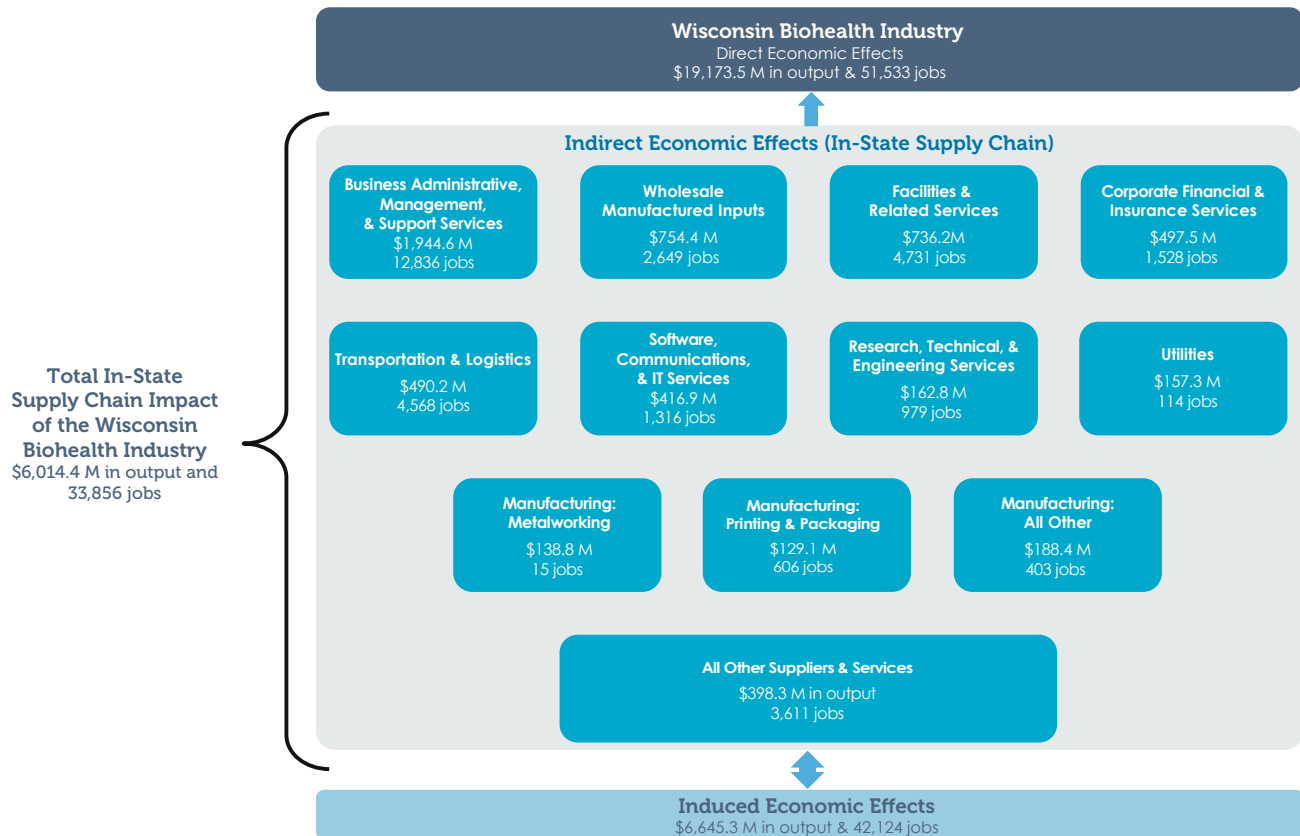 Wisconsin Biohealth Industry
Direct Economic Effects
$19,173.5 M in output & 51,533 jobs
Indirect Economic Effects (In-State Supply Chain)
Business Administrative,
Management,
& Support Services
$1,944.6 M
12,836 jobs
Wholesale
Manufactured Inputs
$754.4 M
2,649 jobs
Facilities &
Related Services
$736.2M
4,731 jobs
Corporate Financial &
Insurance Services
$497.5 M
1,528 jobs
Transportation & Logistics
$490.2 M
4,568 jobs
Software,
Communications,
& IT Services
$416.9 M
1,316 jobs
Research, Technical, &
Engineering Services
$162.8 M
979 jobs
Utilities
$157.3 M
114 jobs
Total In-State
Supply Chain Impact
of the Wisconsin
Biohealth Industry
$6,014.4 M in output and
33,856 jobs
Manufacturing:
Metalworking
$138.8 M
15 jobs
Manufacturing:
Printing & Packaging
$129.1 M
606 jobs
Manufacturing:
All Other
$188.4 M
403 jobs
All Other Suppliers & Services
$398.3 M in output
3,611 jobs
Induced Economic Effects
$6,645.3 M in output & 42,124 jobs